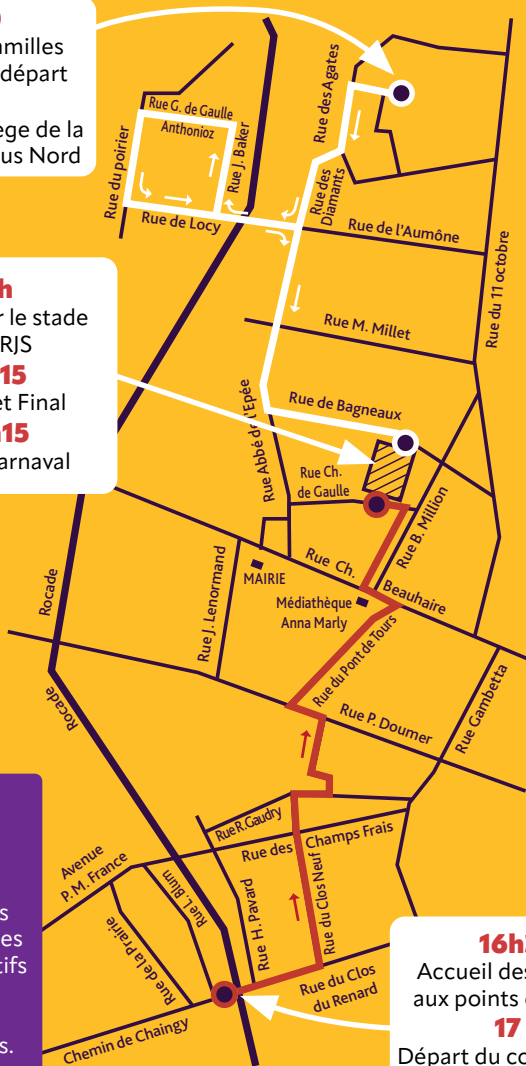 amilles
départ
ège de la
us Nord
Rue des Agates
Rue G. de Gaulle
Anthonioz
Rue J. Baker
Rue du poirier
Rue de Locy
Rue des
Diamants
Rue de l'Aumône
Rue du 11 octobre
h
r le stade
RJS
15
et Final
15
arnaval
Rue M. Millet
Rue Abbé de l'Epée
Rue de Bagneaux
Rue Ch.
de Gaulle
Rue B. Million
Rue Ch.
Beauhaire
MAIRIE
Médiathèque
Anna Marly
Rue J. Lenormand
Rocade
Rue du Pont de Tours
Rocade
Rue P. Doumer
Rue Gambetta
Rue R.Gaudry
Rue des Champs Frais
Avenue
P.M. France
Rue L. Blum
Rue H. Pavard
Rue du Clos Neuf
Rue de la Prairie
Rue du Clos
du Renard
Chemin de Chaingy
s
es
tifs
s.
16h
Accueil des
aux points
17
Départ du co